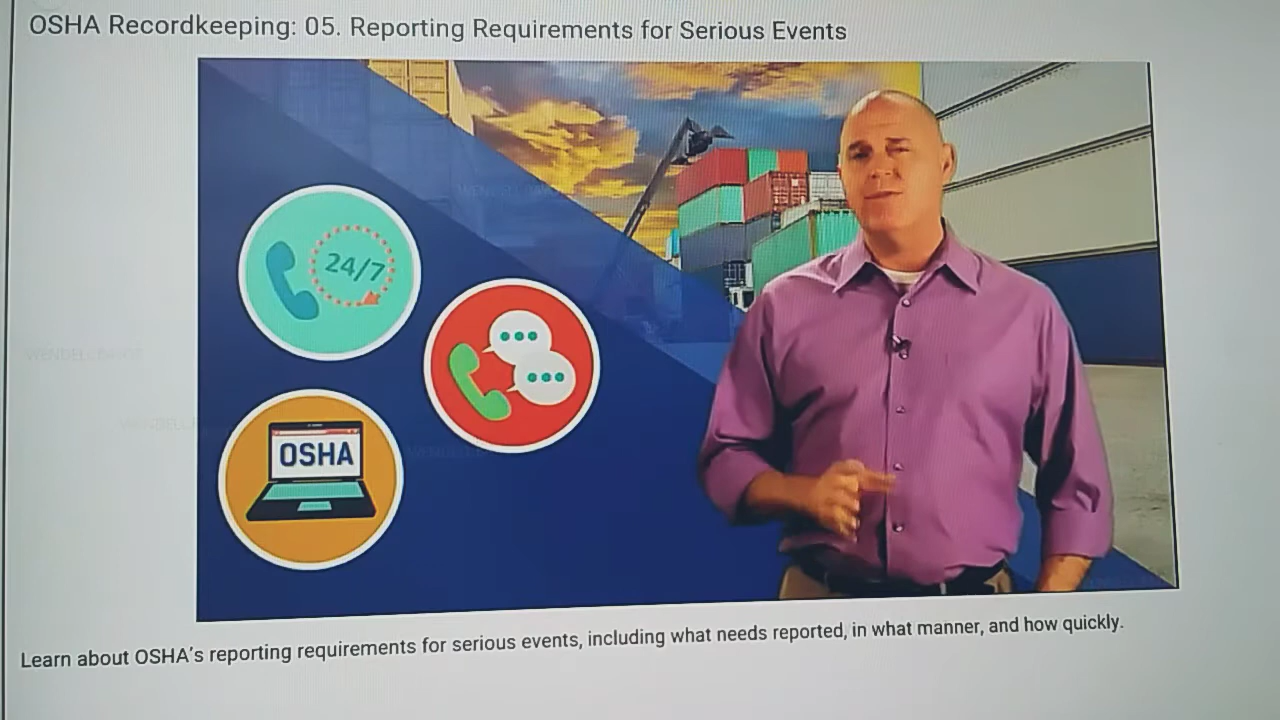 OSHA Recordkeeping: 05. Reporting Requirements for Serious Events
24/7
OSHA
Learn about OSHA's reporting requirements for serious events, including what needs reported, in what manner, and how quickly.